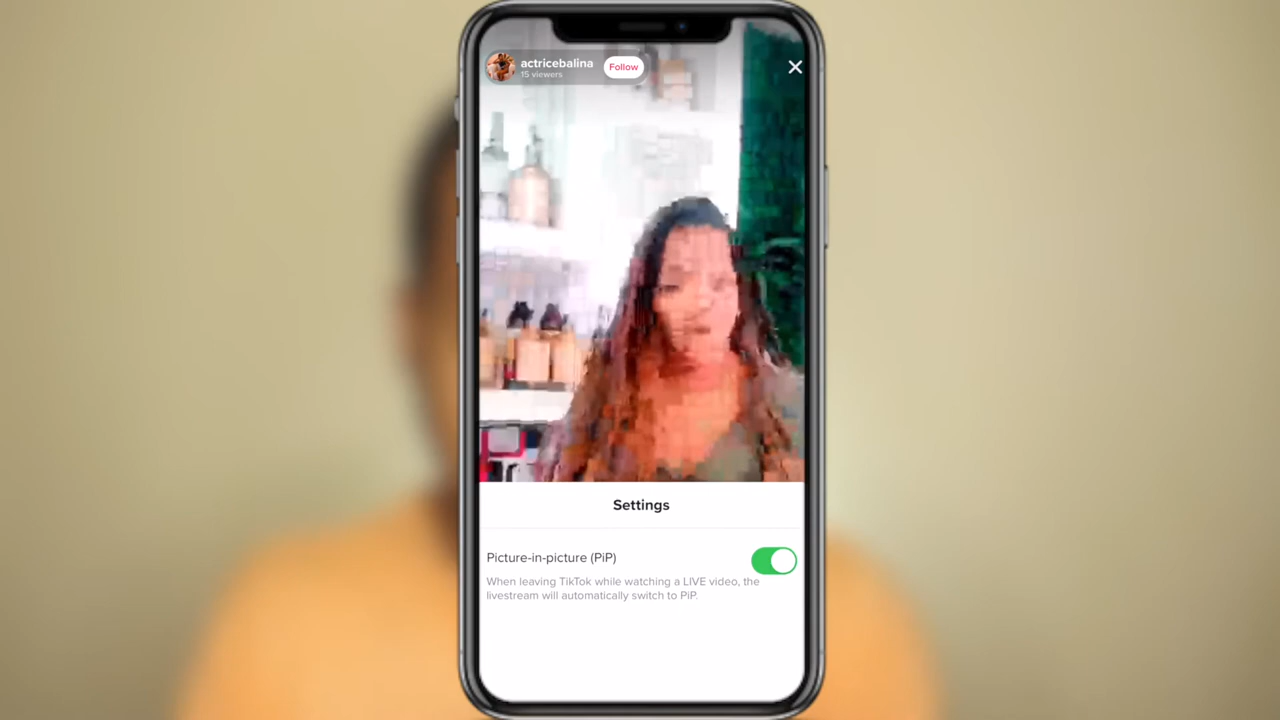 actricebalina
15 viewers
Follow
Settings
Picture-in-picture (PiP)
When leaving TikTok while watching a LIVE video, the
livestream will automatically switch to PiP.